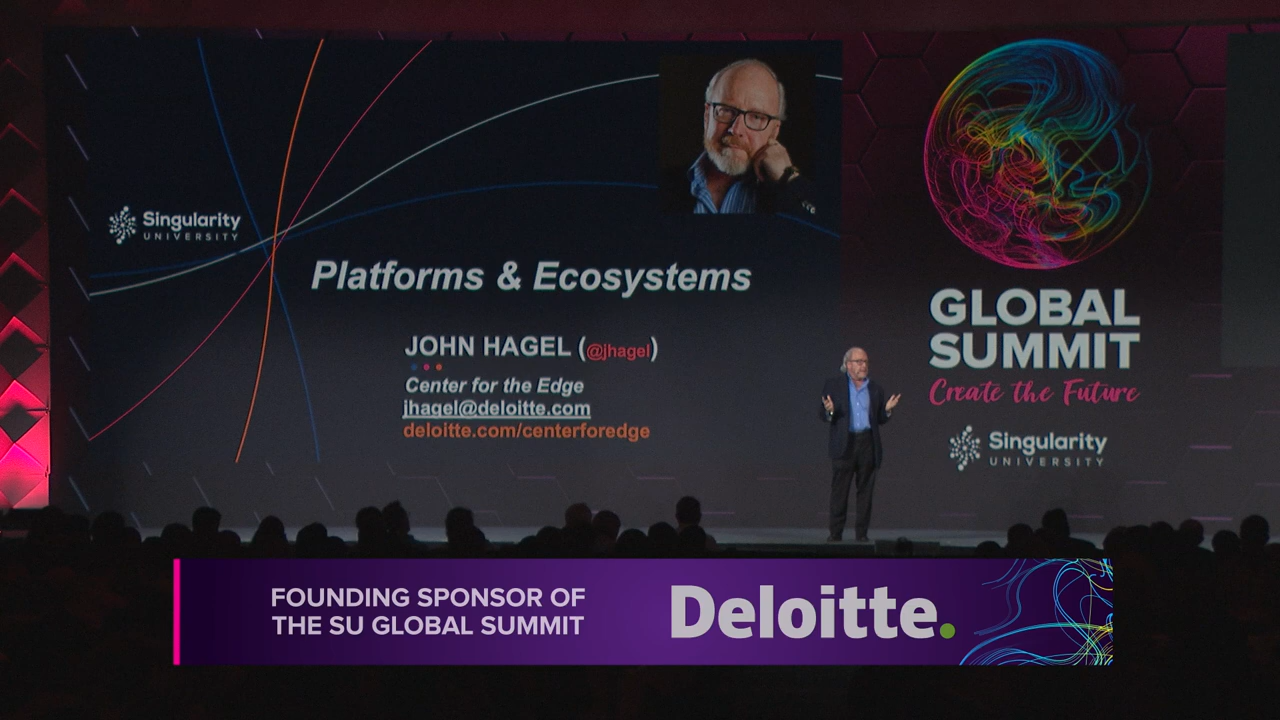 Singularity
UNIVERSITY
Platforms & Ecosystems
JOHN HAGEL (@jhagel)
Center for the Edge
jhagel@deloitte.com
deloitte.com/centerforedge
GLOBAL
SUMMIT
Create the Future
Singularity
UNIVERSITY
FOUNDING SPONSOR OF
THE SU GLOBAL SUMMIT
Deloitte.